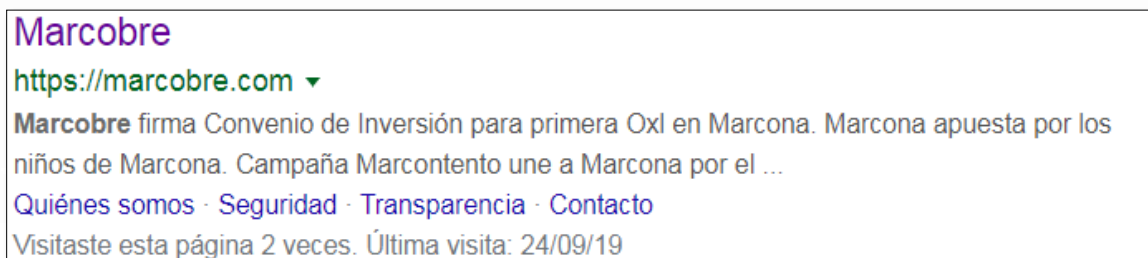 Marcobre
https://marcobre.com
Marcobre firma Convenio de Inversión para primera OxI en Marcona. Marcona apuesta por los
niños de Marcona. Campaña Marcontento une a Marcona por el ...
Quiénes somos · Seguridad · Transparencia · Contacto
Visitaste esta página 2 veces. Última visita: 24/09/19